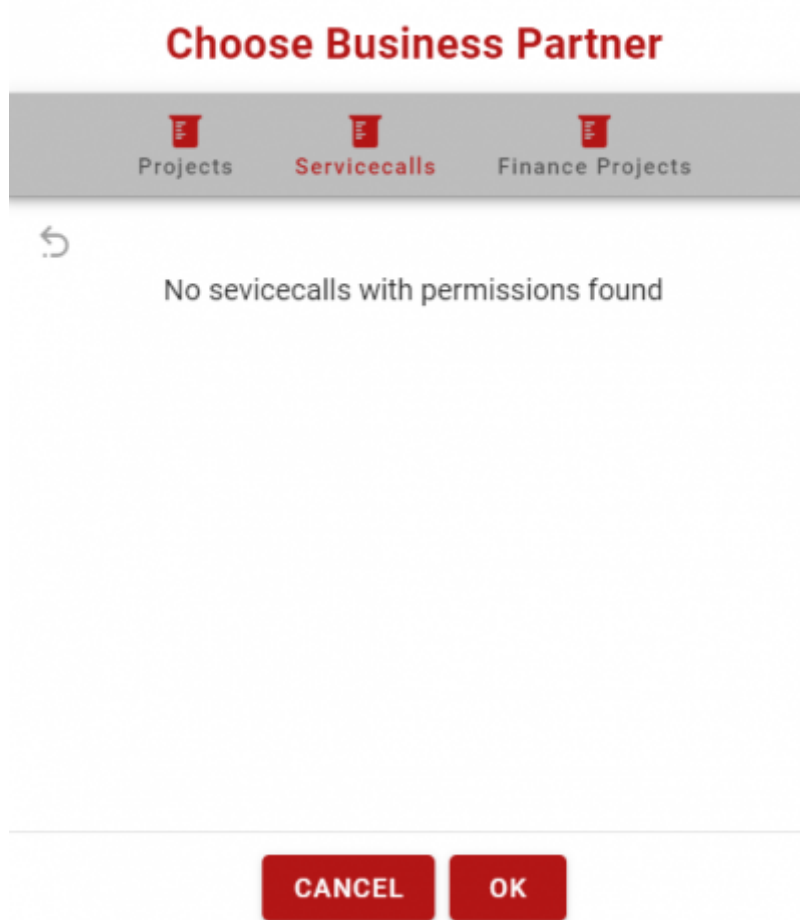 Choose Business Partner
Projects Servicecalls Finance Projects
No sevicecalls with permissions found
CANCEL OK